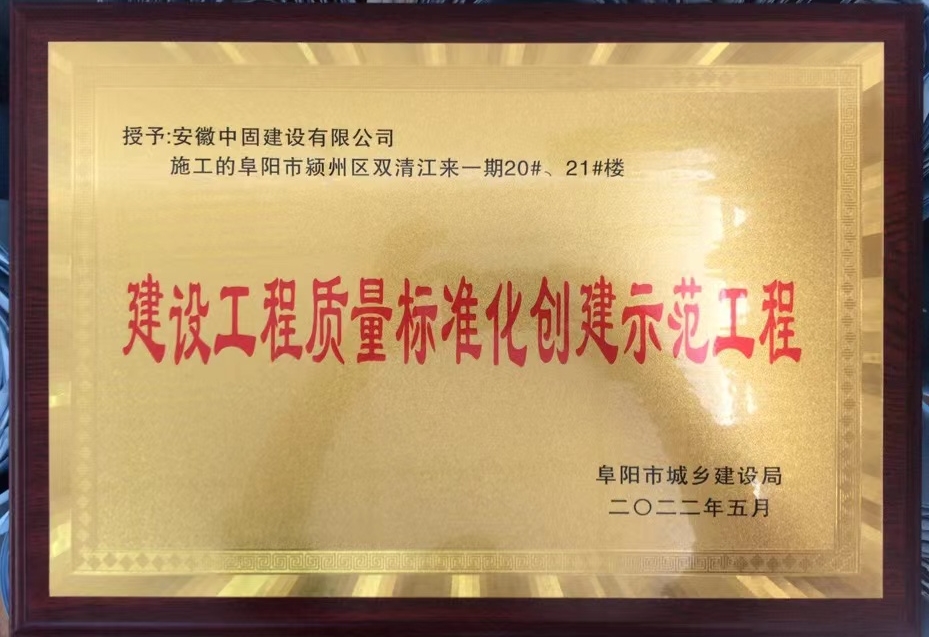 授予:安徽中固建设有限公司
施工的阜阳市颍州区双清江来一期20#、21#楼
建设工程质量标准化创建示范工程
阜阳市城乡建设局
二〇二二年五月